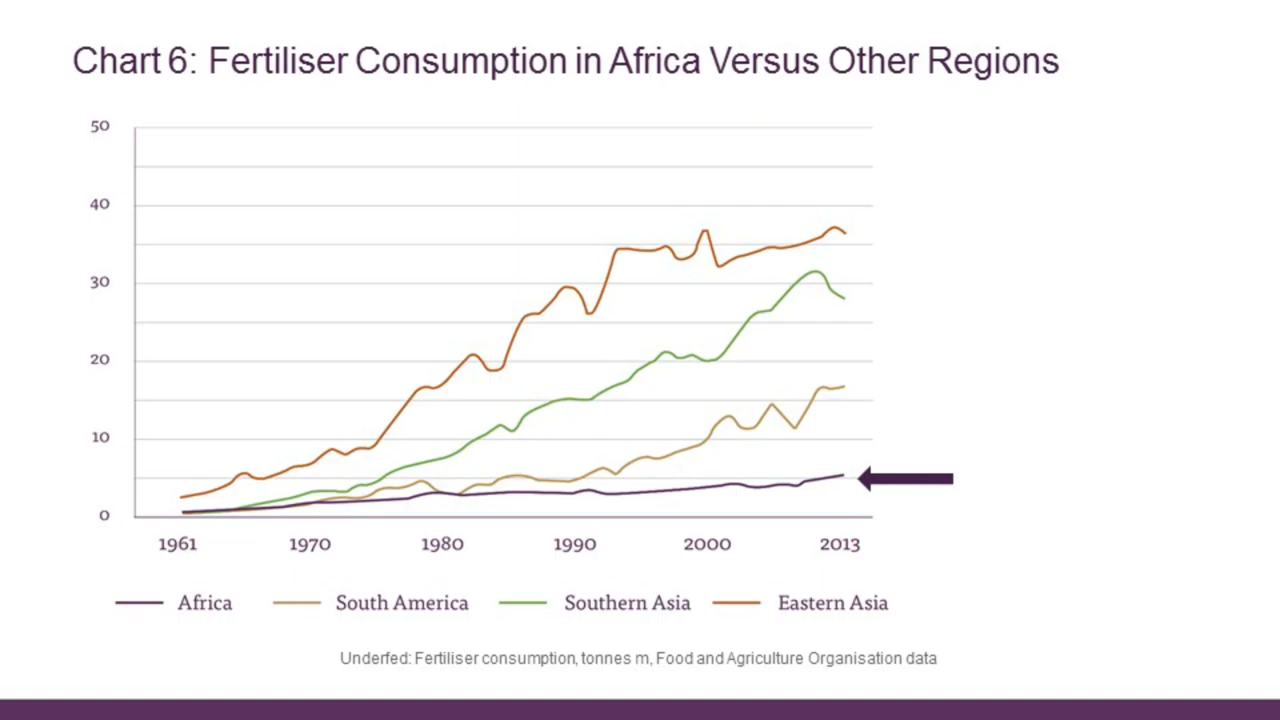 Chart 6: Fertiliser Consumption in Africa Versus Other Regions
50
40
30
20
10
0
1961 1970 1980 1990 2000 2013
Africa South America Southern Asia Eastern Asia
Underfed: Fertiliser consumption, tonnes m, Food and Agriculture Organisation data